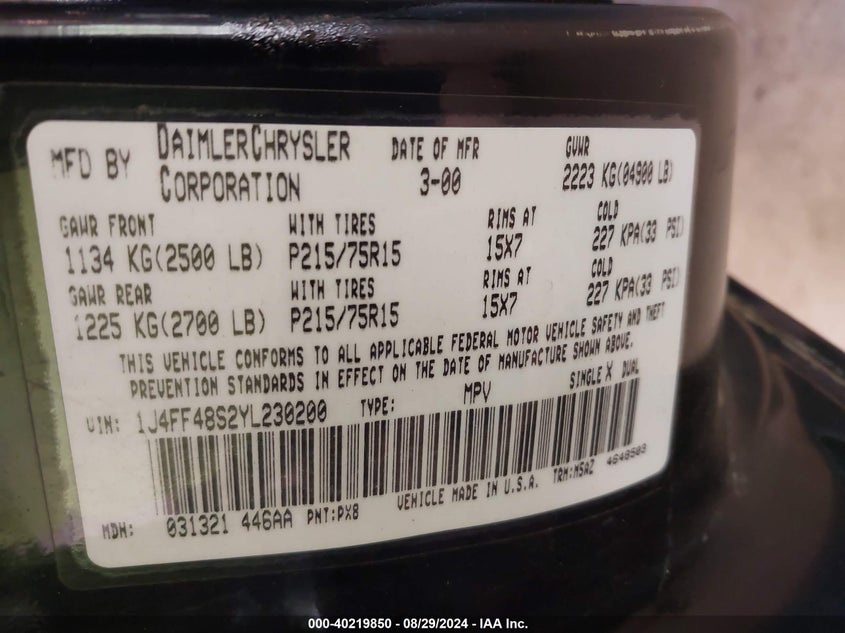 MFD BY DAIMLERCHRYSLER CORPORATION DATE OF MFR 3-00 GVWR 2223 KG(04900 LB)
GAWR FRONT WITH TIRES RIMS AT COLD
1134 KG(2500 LB) P215/75R15 15X7 227 KPA(33 PSI)
GAWR REAR WITH TIRES RIMS AT COLD
1225 KG(2700 LB) P215/75R15 15X7 227 KPA(33 PSI)
THIS VEHICLE CONFORMS TO ALL APPLICABLE FEDERAL MOTOR VEHICLE SAFETY AND THEFT
PREVENTION STANDARDS IN EFFECT ON THE DATE OF MANUFACTURE SHOWN ABOVE.
VIN: 1J4FF48S2YL230200 TYPE: MPV SINGLE X DUAL
MDH: 031321 446AA PNT:PX8 VEHICLE MADE IN U.S.A. TRM:M5AZ 4648503
000-40219850 - 08/29/2024 - IAA Inc.